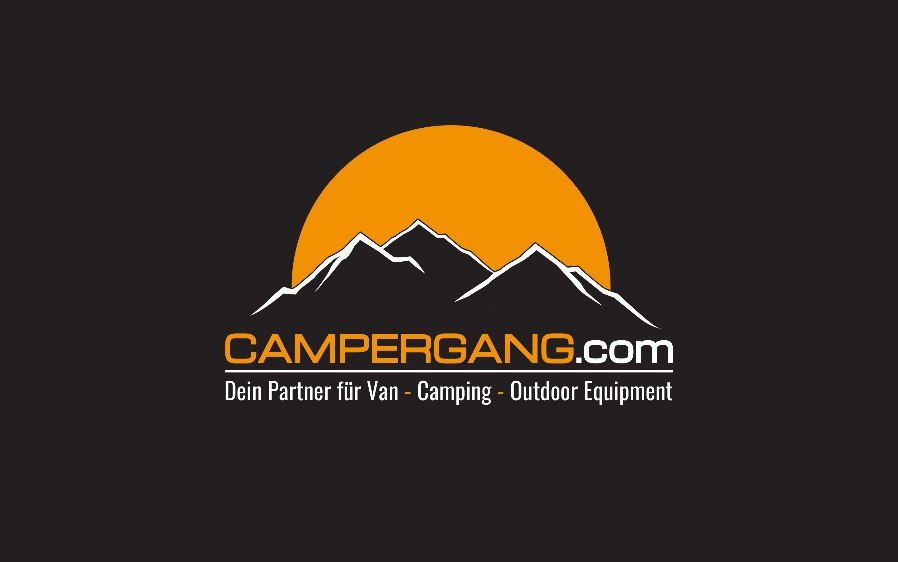 CAMPERGANG.com
Dein Partner für Van - Camping - Outdoor Equipment